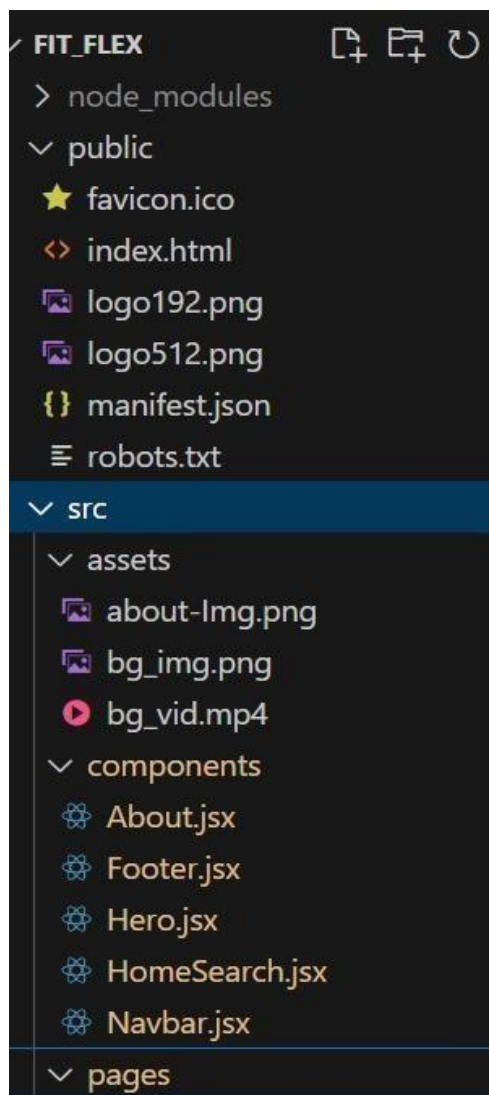 FIT_FLEX
node_modules
public
favicon.ico
index.html
logo192.png
logo512.png
manifest.json
robots.txt
src
assets
about-Img.png
bg_img.png
bg_vid.mp4
components
About.jsx
Footer.jsx
Hero.jsx
HomeSearch.jsx
Navbar.jsx
pages